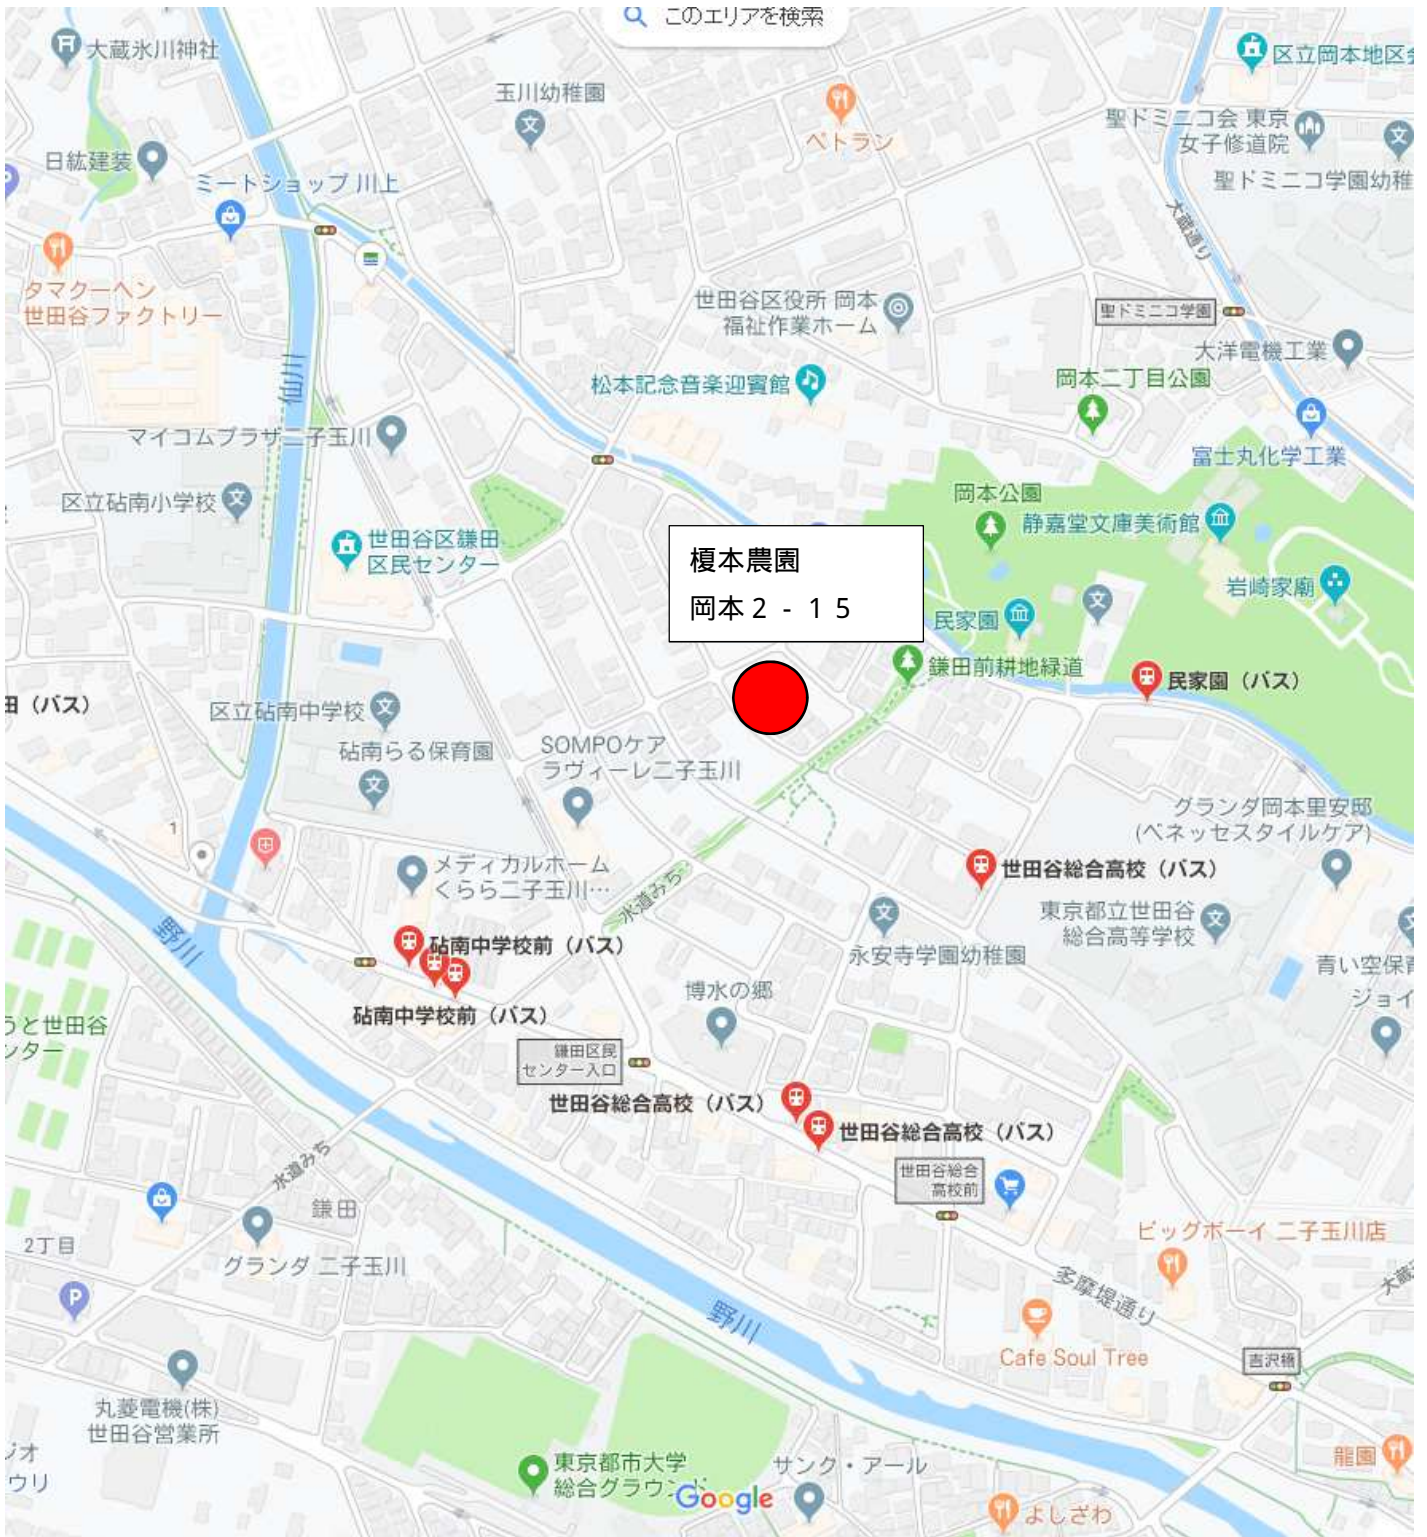 このエリアを検索
大蔵氷川神社
区立岡本地区
玉川幼稚園
聖ドミニコ会 東京
女子修道院
ペトラン
日紘建装
ミートショップ 川上
聖ドミニコ学園幼稚
大蔵通り
タマクーヘン
世田谷ファクトリー
世田谷区役所 岡本
福祉作業ホーム
聖ドミニコ学園
大洋電機工業
仙川
松本記念音楽迎賓館
岡本二丁目公園
マイコムプラザ二子玉川
富士丸化学工業
区立砧南小学校
岡本公園
静嘉堂文庫美術館
世田谷区鎌田
区民センター
榎本農園
岡本2-15
岩崎家廟
民家園
鎌田前耕地緑道
民家園（バス）
田（バス）
区立砧南中学校
砧南らる保育園
SOMPOケア
ラヴィーレ二子玉川
グランダ岡本里安邸
(ベネッセスタイルケア)
1
メディカルホーム
くらら二子玉川…
世田谷総合高校（バス）
水道みち
東京都立世田谷
総合高等学校
野川
砧南中学校前（バス）
永安寺学園幼稚園
青い空保育
ジョイ
博水の郷
砧南中学校前（バス）
うと世田谷
ンター
鎌田区民
センター入口
世田谷総合高校（バス）
世田谷総合高校（バス）
水道みち
世田谷総合
高校前
鎌田
2丁目
グランダ 二子玉川
ビッグボーイ 二子玉川店
多摩堤通り
大蔵
野川
Cafe Soul Tree
吉沢橋
丸菱電機(株)
世田谷営業所
ジオ
ウリ
東京都市大学
総合グラウンド
サンク・アール
龍園
Google
よしざわ